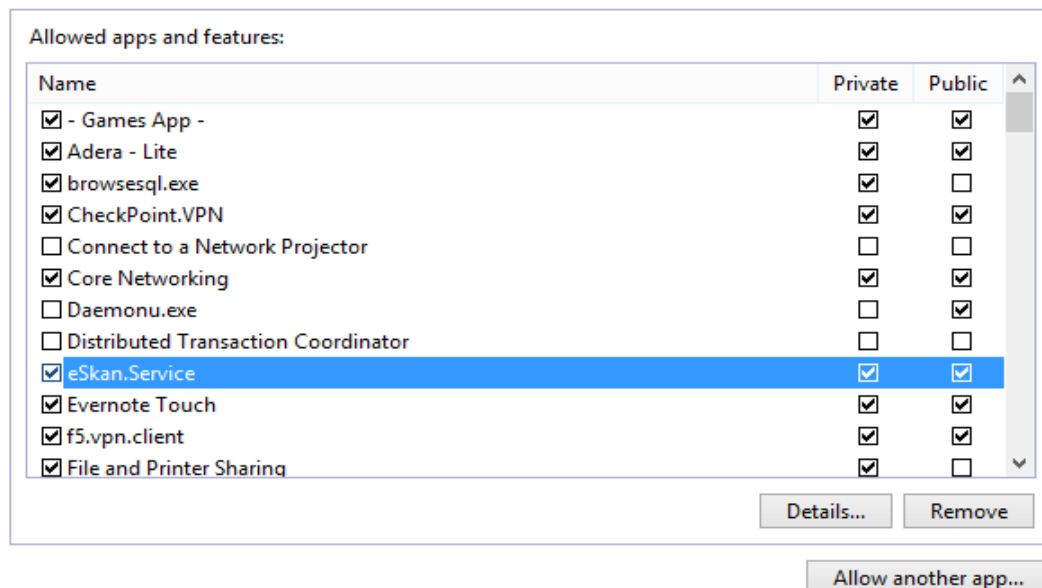 Allowed apps and features:
Name Private Public
- Games App -
Adera - Lite
browsesql.exe
CheckPoint.VPN
Connect to a Network Projector
Core Networking
Daemonu.exe
Distributed Transaction Coordinator
eSkan.Service
Evernote Touch
f5.vpn.client
File and Printer Sharing
Details... Remove
Allow another app...